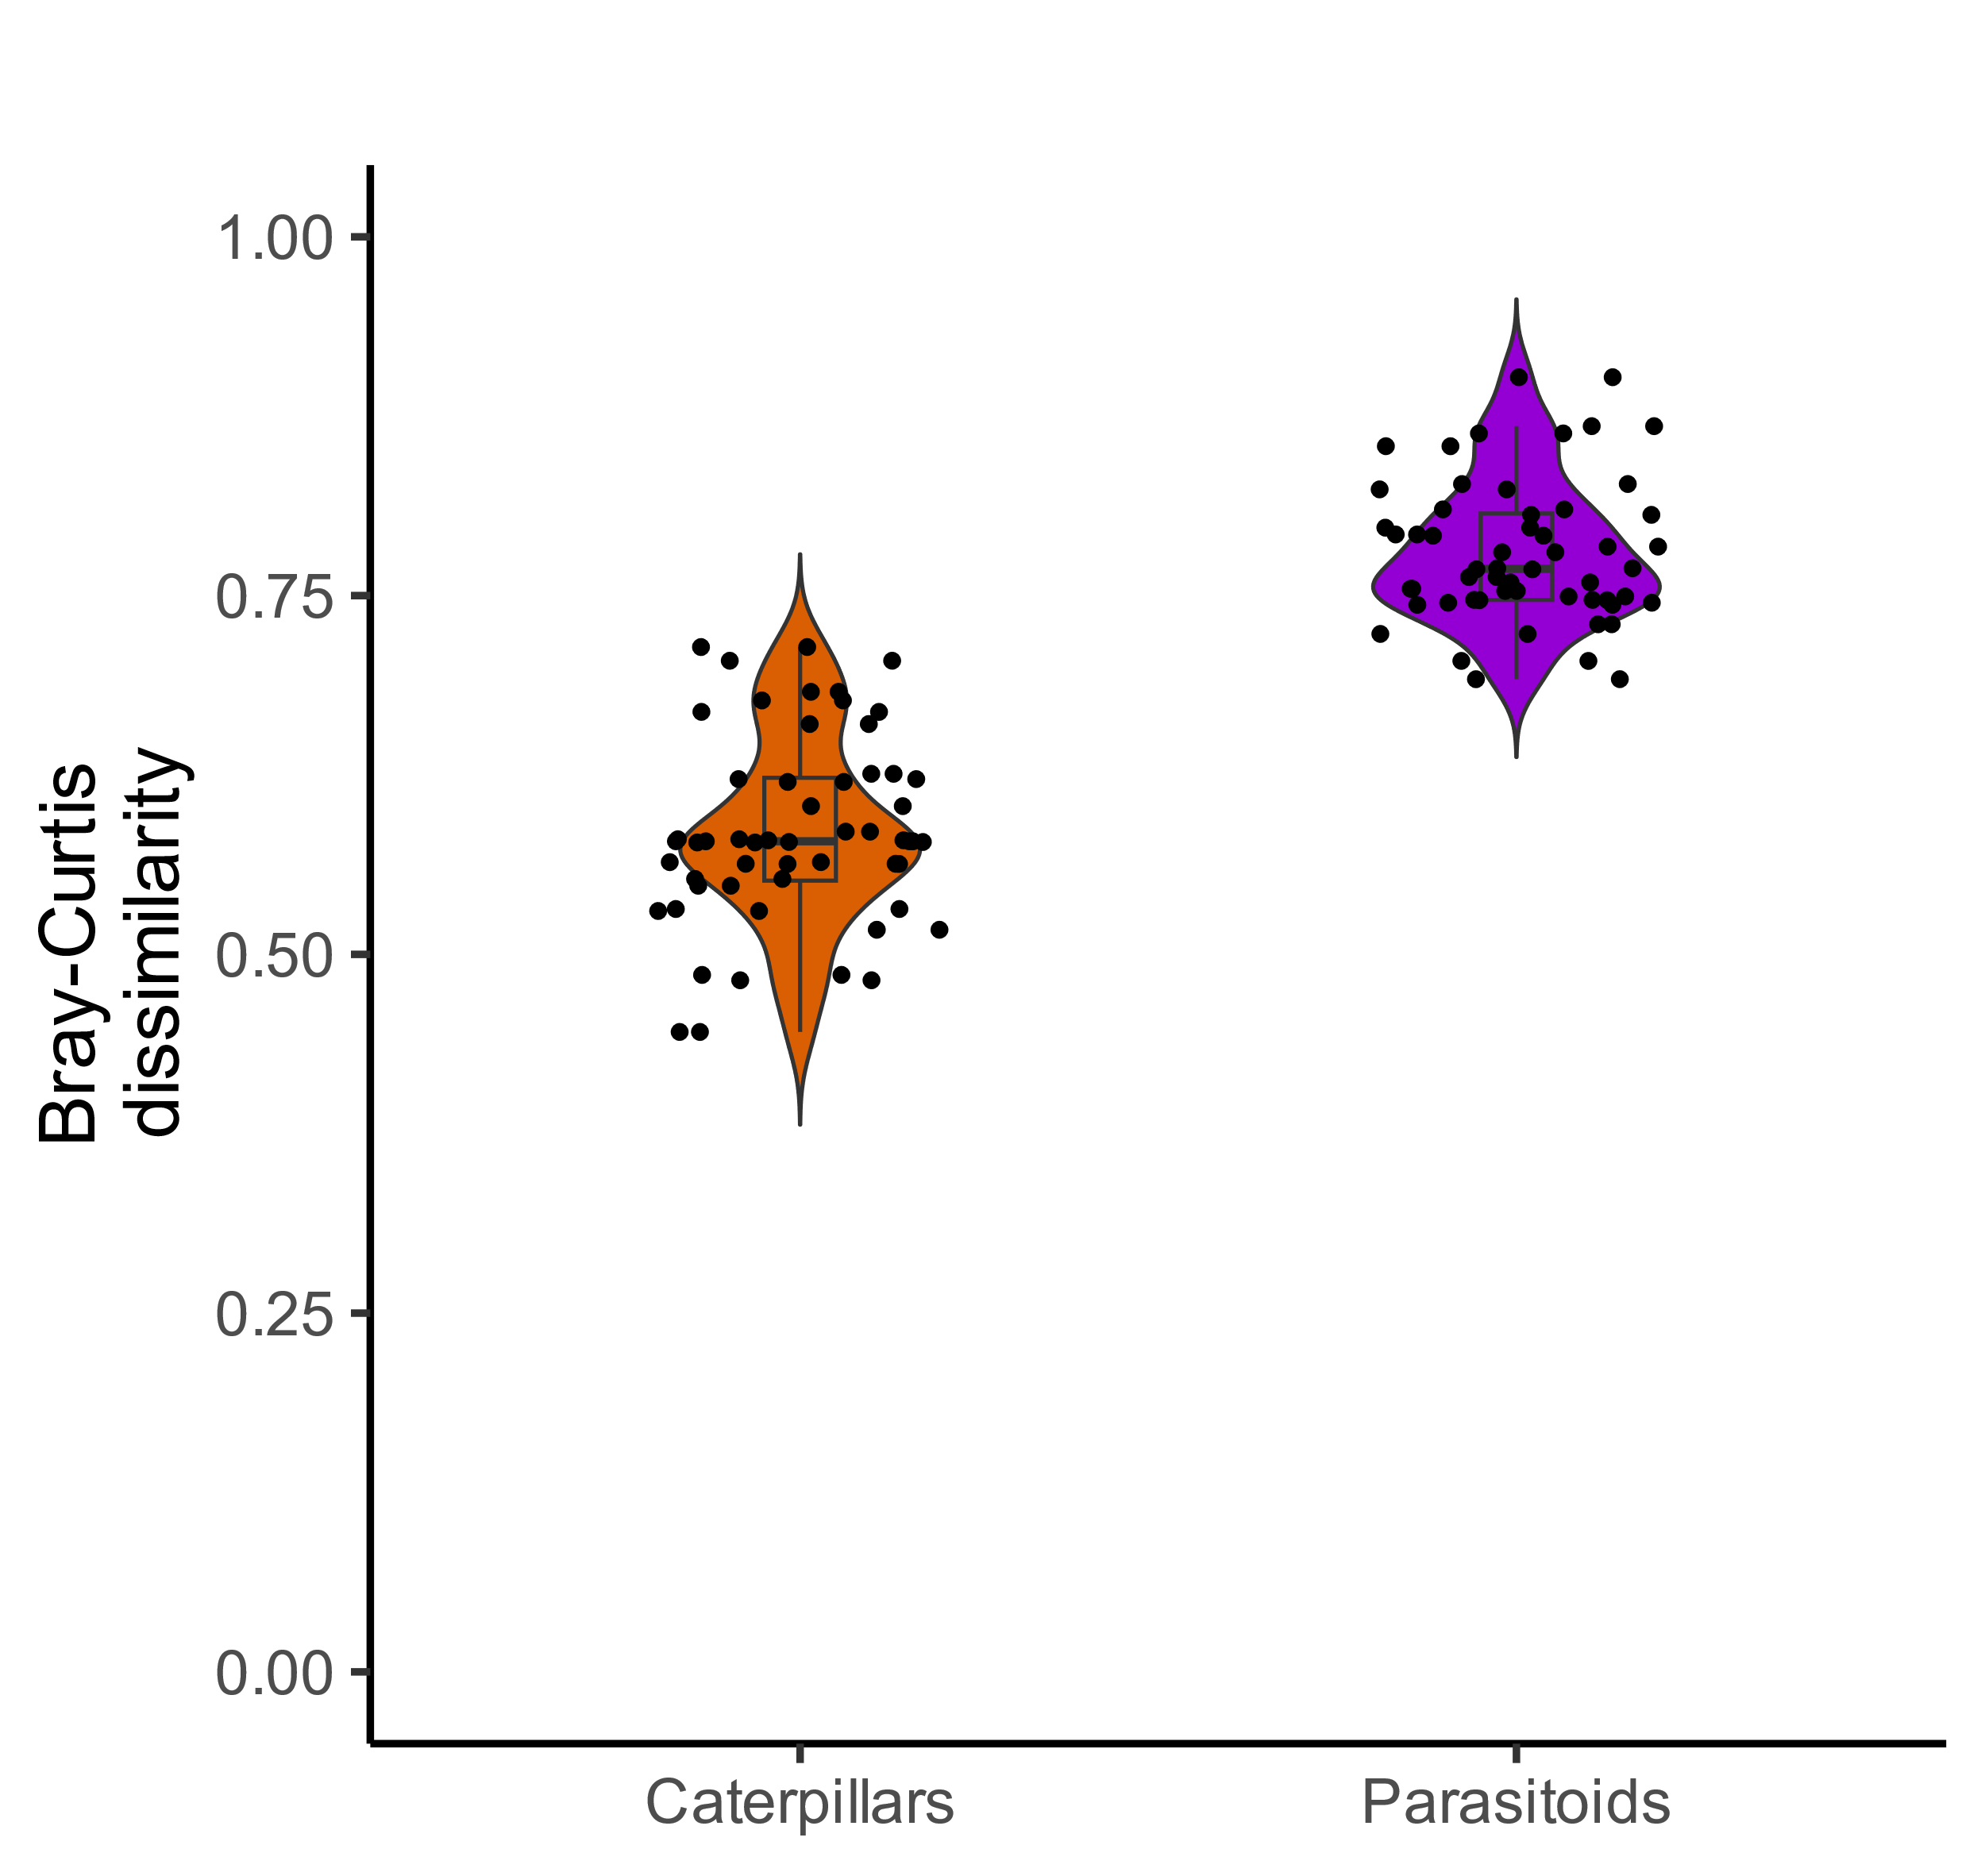 Bray-Curtis
dissimilarity
1.00
0.75
0.50
0.25
0.00
Caterpillars
Parasitoids